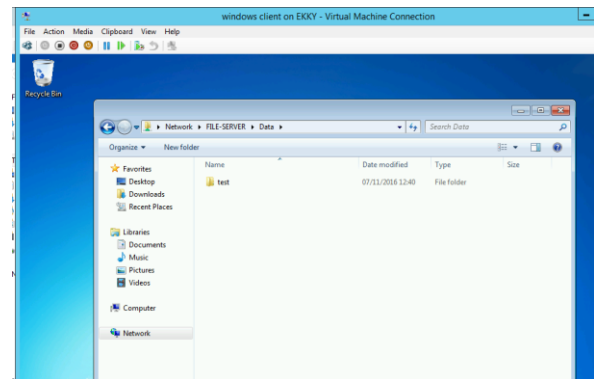 windows client on EKKY - Virtual Machine Connection
File Action Media Clipboard View Help
Recycle Bin
Network FILE-SERVER Data
Search Data
Organize New folder
Name Date modified Type Size
Favorites
Desktop
Downloads
Recent Places
test 07/11/2016 12:40 File folder
Libraries
Documents
Music
Pictures
Videos
Computer
Network